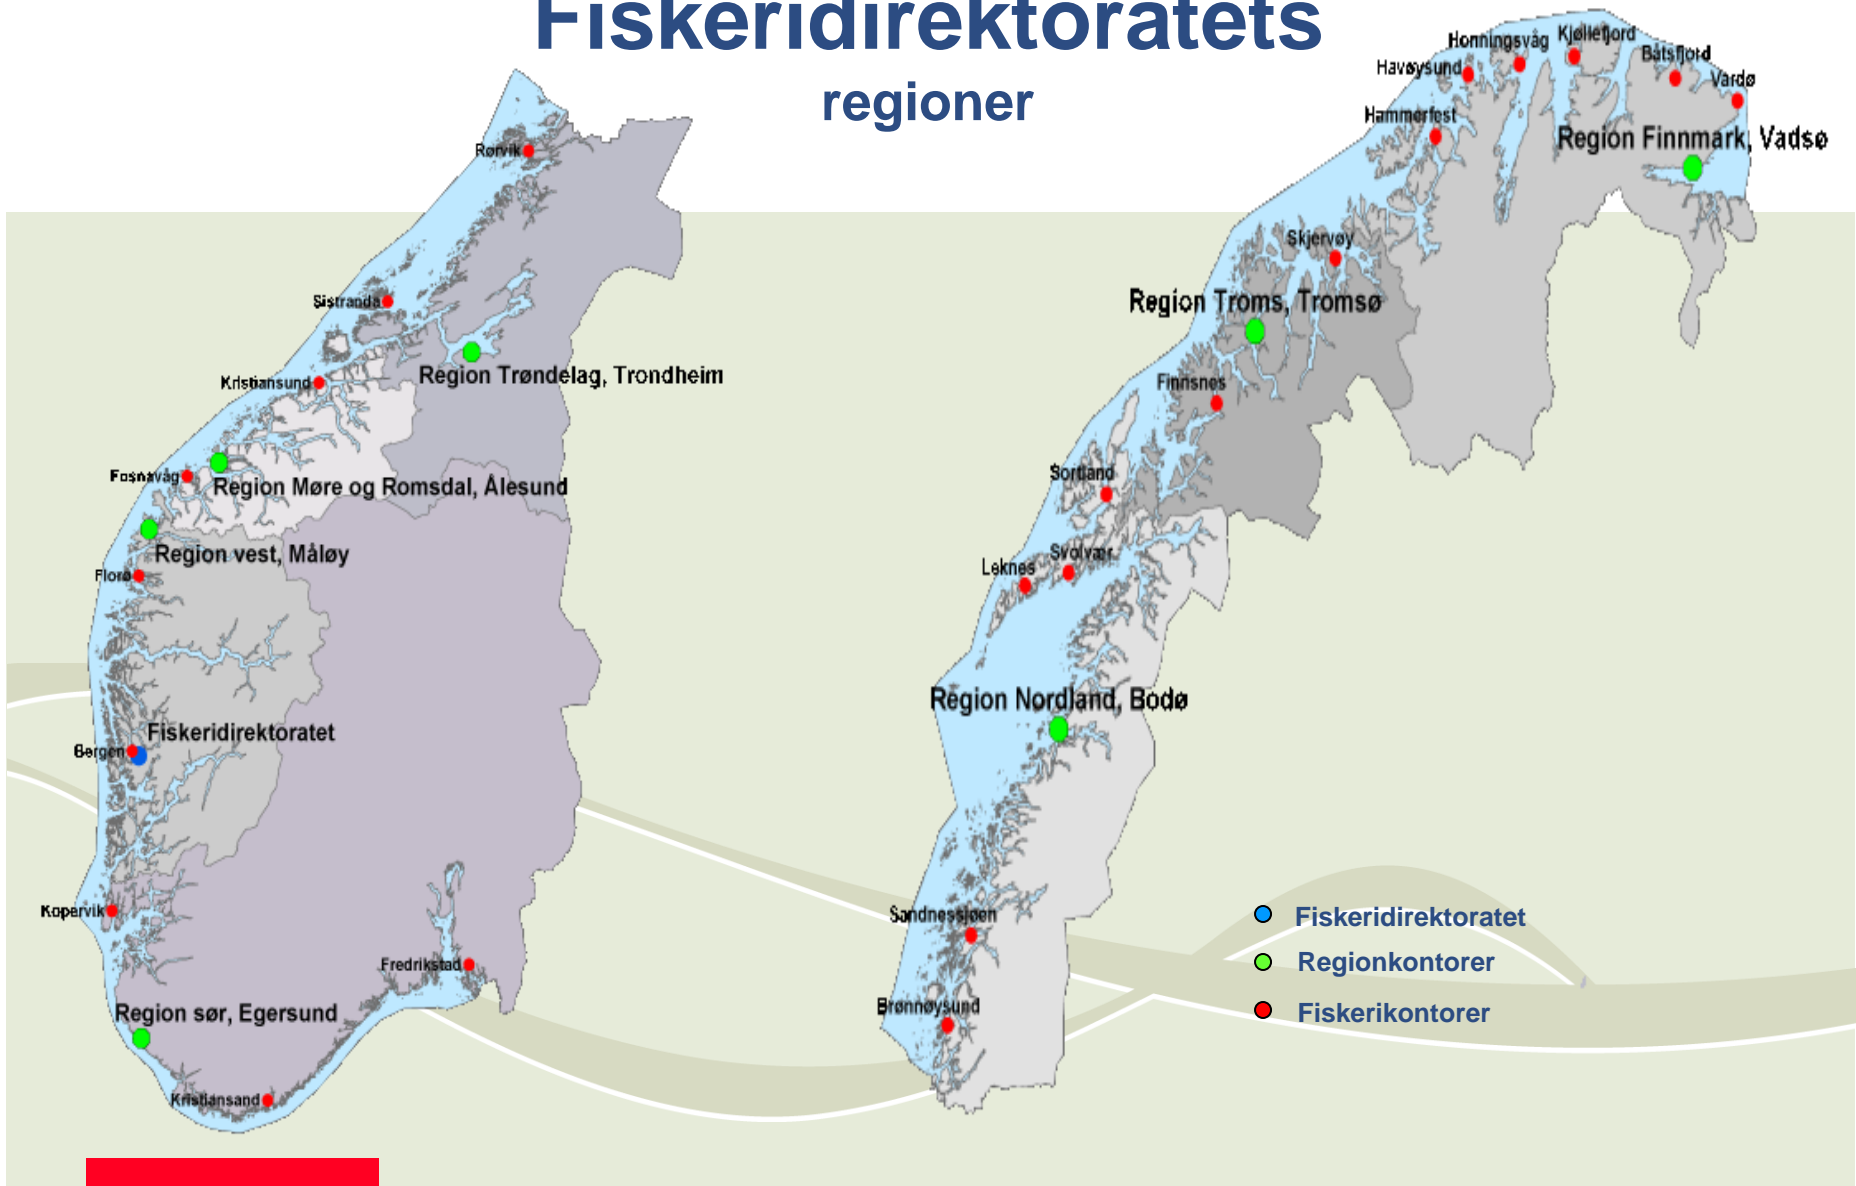 Fiskeridirektoratets
regioner
Rørvik
Sistranda
Region Trøndelag, Trondheim
Kristiansund
Fosnavåg
Region Møre og Romsdal, Ålesund
Region vest, Måløy
Florø
Fiskeridirektoratet
Bergen
Kopervik
Fredrikstad
Region sør, Egersund
Kristiansand
Honningsvåg
Kjøllefjord
Båtsfjord
Havøysund
Vardø
Hammerfest
Region Finnmark, Vadsø
Skjervøy
Region Troms, Tromsø
Finnsnes
Sortland
Svolvær
Leknes
Region Nordland, Bodø
Sandnessjøen
Brønnøysund
Fiskeridirektoratet
Regionkontorer
Fiskerikontorer